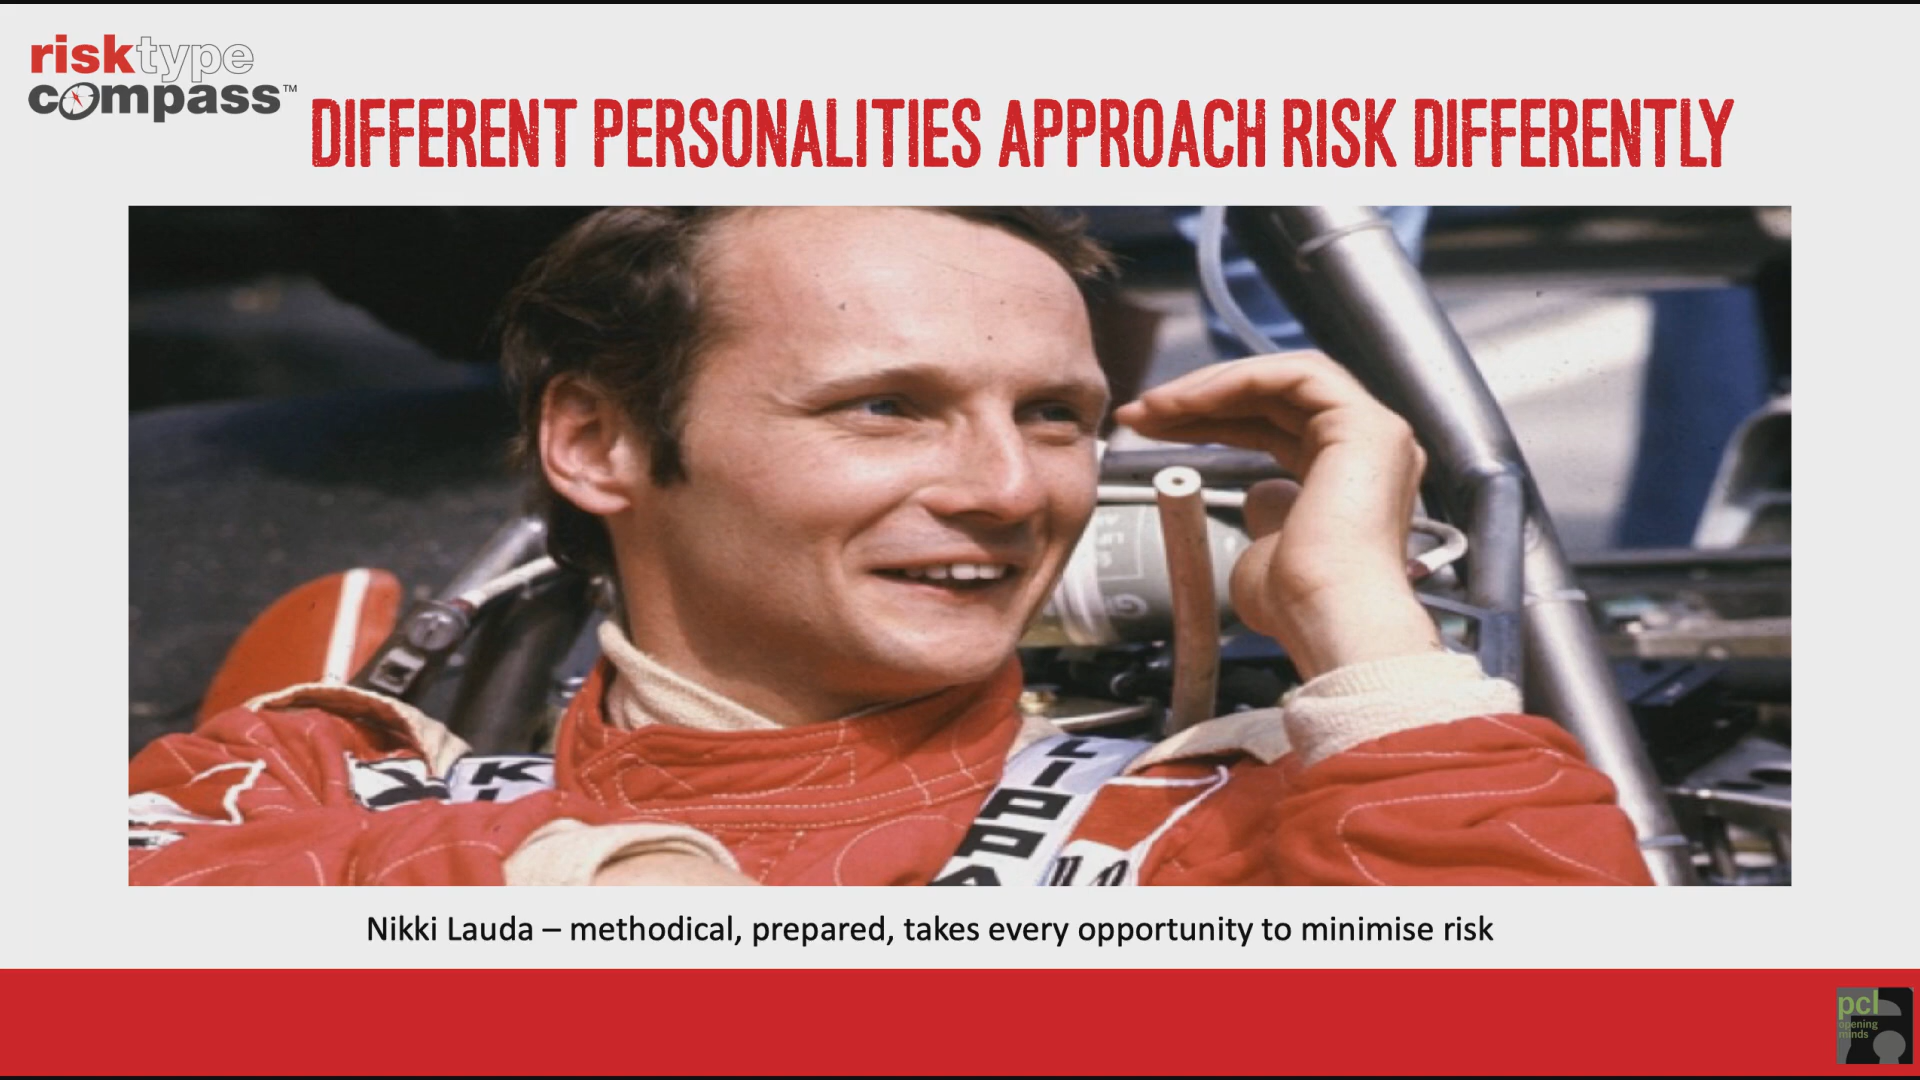 risktype
compass™
DIFFERENT PERSONALITIES APPROACH RISK DIFFERENTLY
K
LIPPA
Nikki Lauda – methodical, prepared, takes every opportunity to minimise risk
pcl
opening
minds